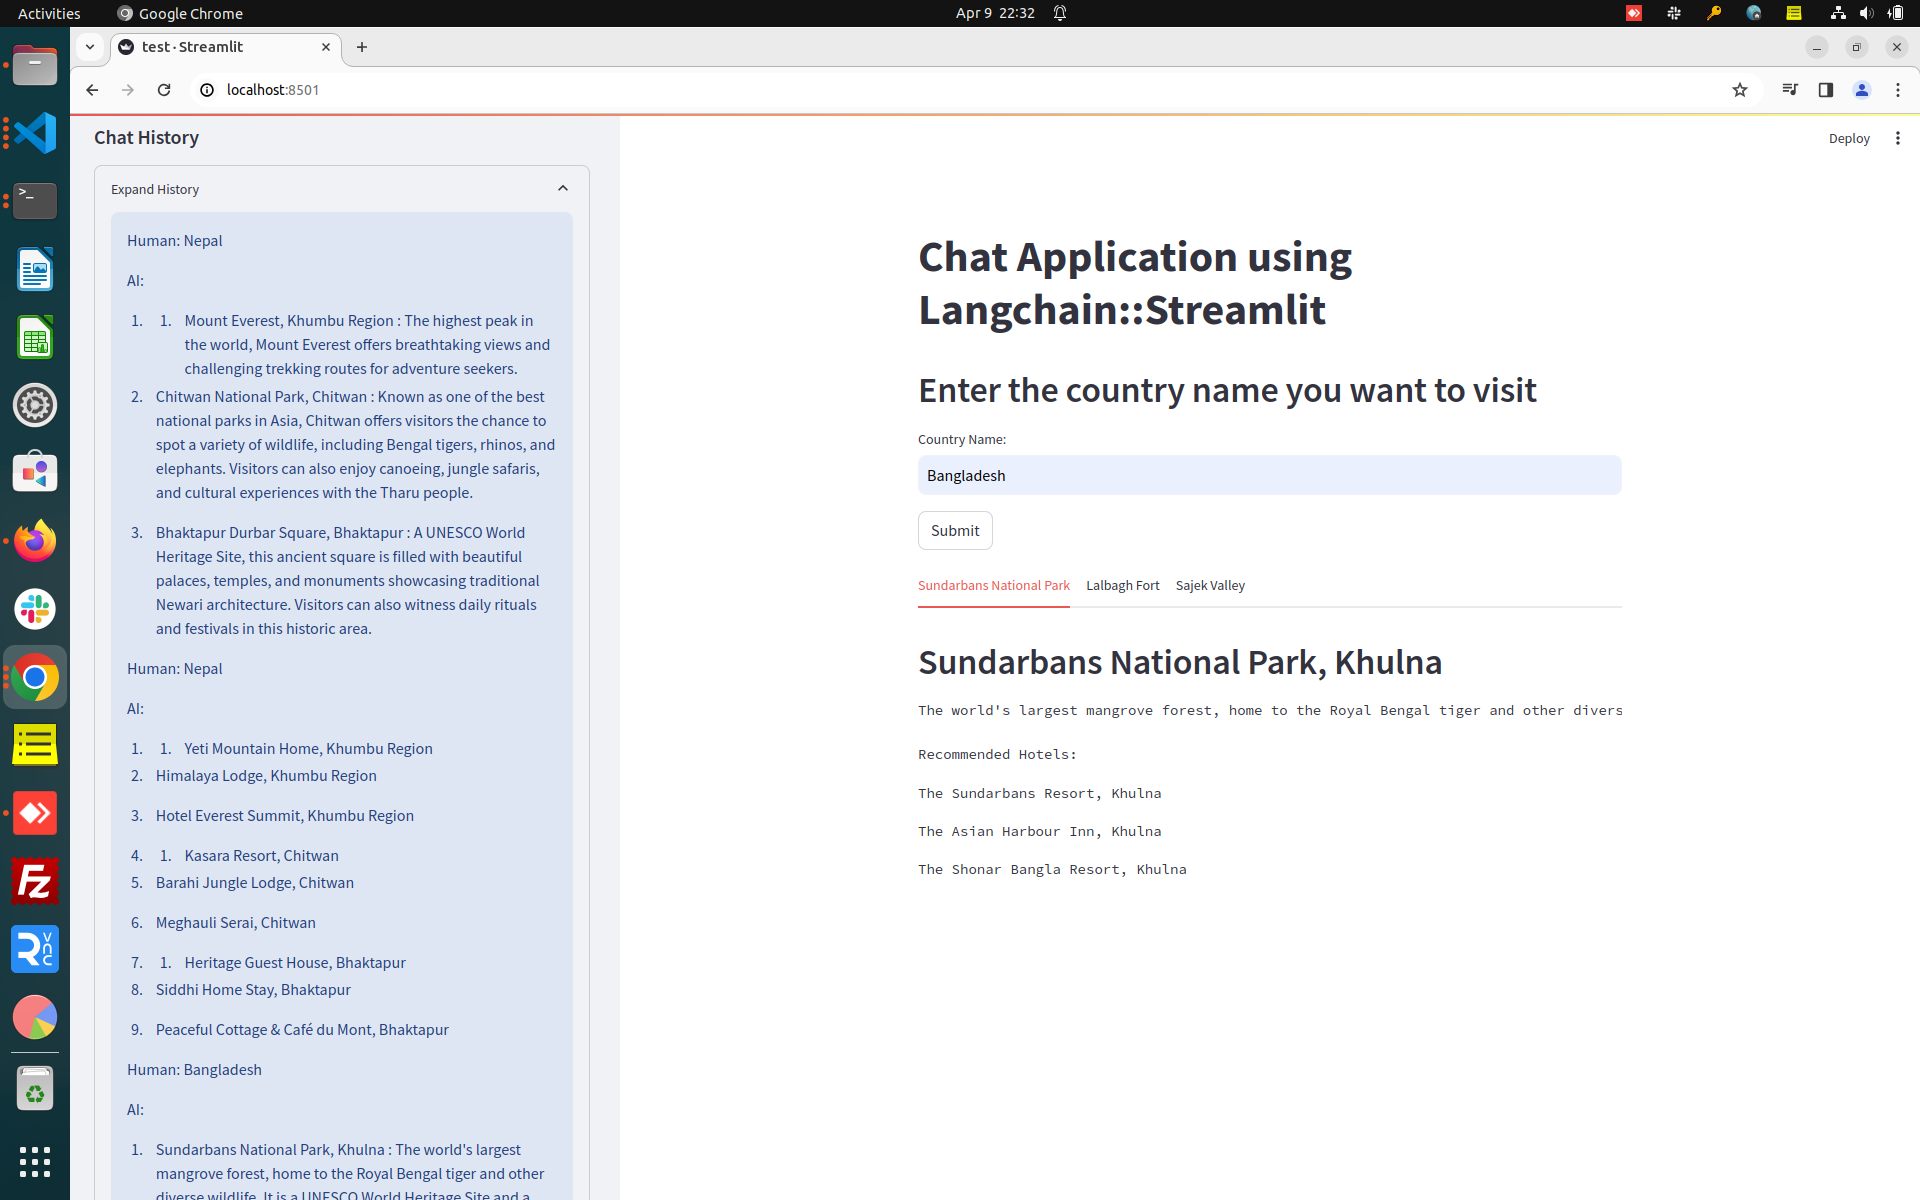 Activities
Google Chrome
Apr 9 22:32
test · Streamlit
localhost:8501
Chat History
Expand History
Human: Nepal
AI:
1. 1. Mount Everest, Khumbu Region : The highest peak in
the world, Mount Everest offers breathtaking views and
challenging trekking routes for adventure seekers.
2. Chitwan National Park, Chitwan : Known as one of the best
national parks in Asia, Chitwan offers visitors the chance to
spot a variety of wildlife, including Bengal tigers, rhinos, and
elephants. Visitors can also enjoy canoeing, jungle safaris,
and cultural experiences with the Tharu people.
3. Bhaktapur Durbar Square, Bhaktapur : A UNESCO World
Heritage Site, this ancient square is filled with beautiful
palaces, temples, and monuments showcasing traditional
Newari architecture. Visitors can also witness daily rituals
and festivals in this historic area.
Human: Nepal
AI:
1. 1. Yeti Mountain Home, Khumbu Region
2. Himalaya Lodge, Khumbu Region
3. Hotel Everest Summit, Khumbu Region
4. 1. Kasara Resort, Chitwan
5. Barahi Jungle Lodge, Chitwan
6. Meghauli Serai, Chitwan
7. 1. Heritage Guest House, Bhaktapur
8. Siddhi Home Stay, Bhaktapur
9. Peaceful Cottage & Café du Mont, Bhaktapur
Human: Bangladesh
AI:
1. Sundarbans National Park, Khulna : The world's largest
mangrove forest, home to the Royal Bengal tiger and other
diverse wildlife. It is a UNESCO World Heritage Site and a
Deploy
Chat Application using
Langchain::Streamlit
Enter the country name you want to visit
Country Name:
Bangladesh
Submit
Sundarbans National Park
Lalbagh Fort
Sajek Valley
Sundarbans National Park, Khulna
The world's largest mangrove forest, home to the Royal Bengal tiger and other divers
Recommended Hotels:
The Sundarbans Resort, Khulna
The Asian Harbour Inn, Khulna
The Shonar Bangla Resort, Khulna